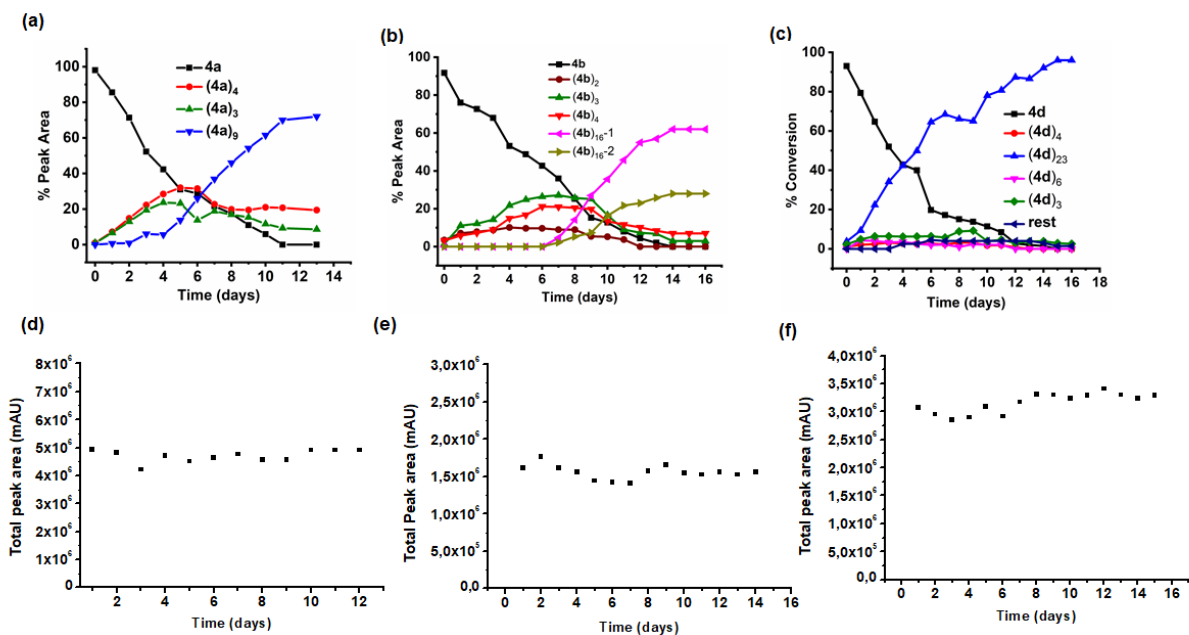 (a)
% Peak Area
100
80
60
40
20
0
4a
(4a)₄
(4a)₃
(4a)₉
0 2 4 6 8 10 12 14
Time (days)
(b)
% Peak Area
100
80
60
40
20
0
4b
(4b)₂
(4b)₃
(4b)₄
(4b)₁₆-1
(4b)₁₆-2
0 2 4 6 8 10 12 14 16
Time (days)
(c)
% Conversion
100
80
60
40
20
0
4d
(4d)₄
(4d)₂₃
(4d)₆
(4d)₃
rest
0 2 4 6 8 10 12 14 16 18
Time (days)
(d)
Total peak area (mAU)
8x10⁶
7x10⁶
6x10⁶
5x10⁶
4x10⁶
3x10⁶
2x10⁶
1x10⁶
0
2 4 6 8 10 12
Time (days)
(e)
Total Peak area (mAU)
3,0x10⁶
2,5x10⁶
2,0x10⁶
1,5x10⁶
1,0x10⁶
5,0x10⁵
0,0
0 2 4 6 8 10 12 14 16
Time (days)
(f)
Total peak area (mAU)
4,0x10⁶
3,5x10⁶
3,0x10⁶
2,5x10⁶
2,0x10⁶
1,5x10⁶
1,0x10⁶
5,0x10⁵
0,0
0 2 4 6 8 10 12 14 16
Time (days)